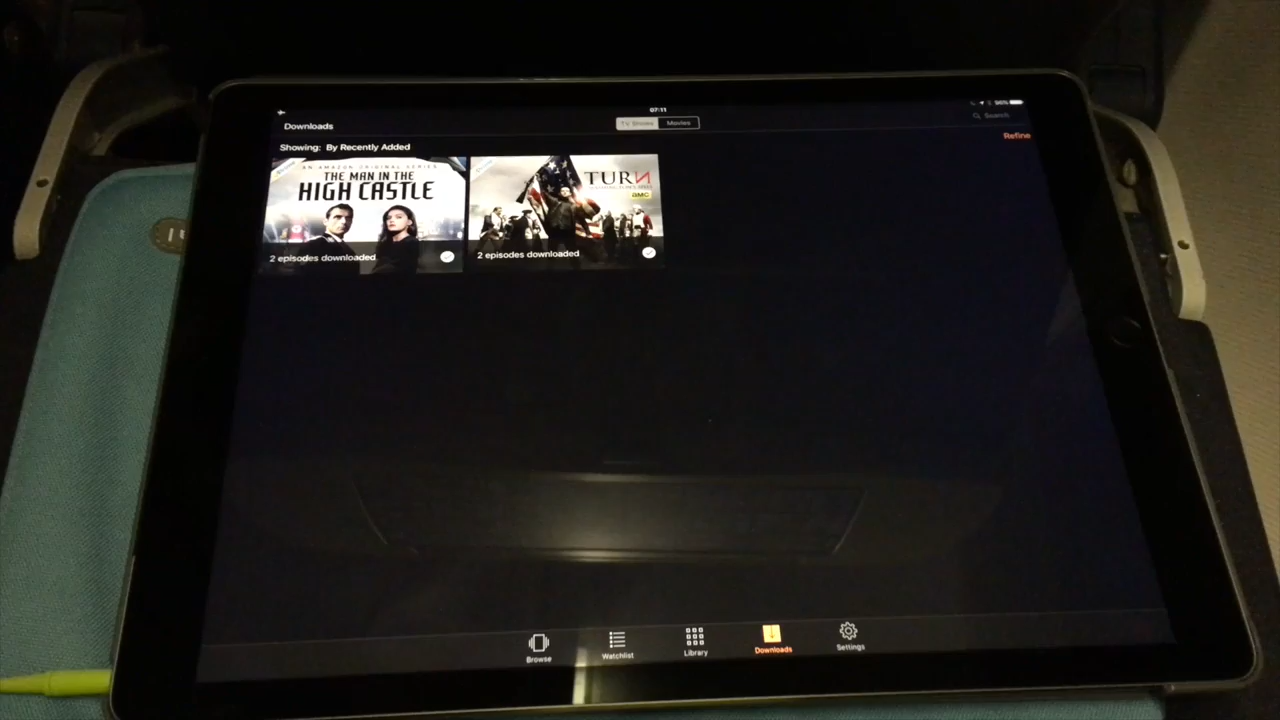 07:11
96%
Downloads
TV Shows
Movies
Search
Refine
Showing: By Recently Added
AN AMAZON ORIGINAL SERIES
THE MAN IN THE
HIGH CASTLE
2 episodes downloaded
TURN
amc
2 episodes downloaded
Browse
Watchlist
Library
Downloads
Settings